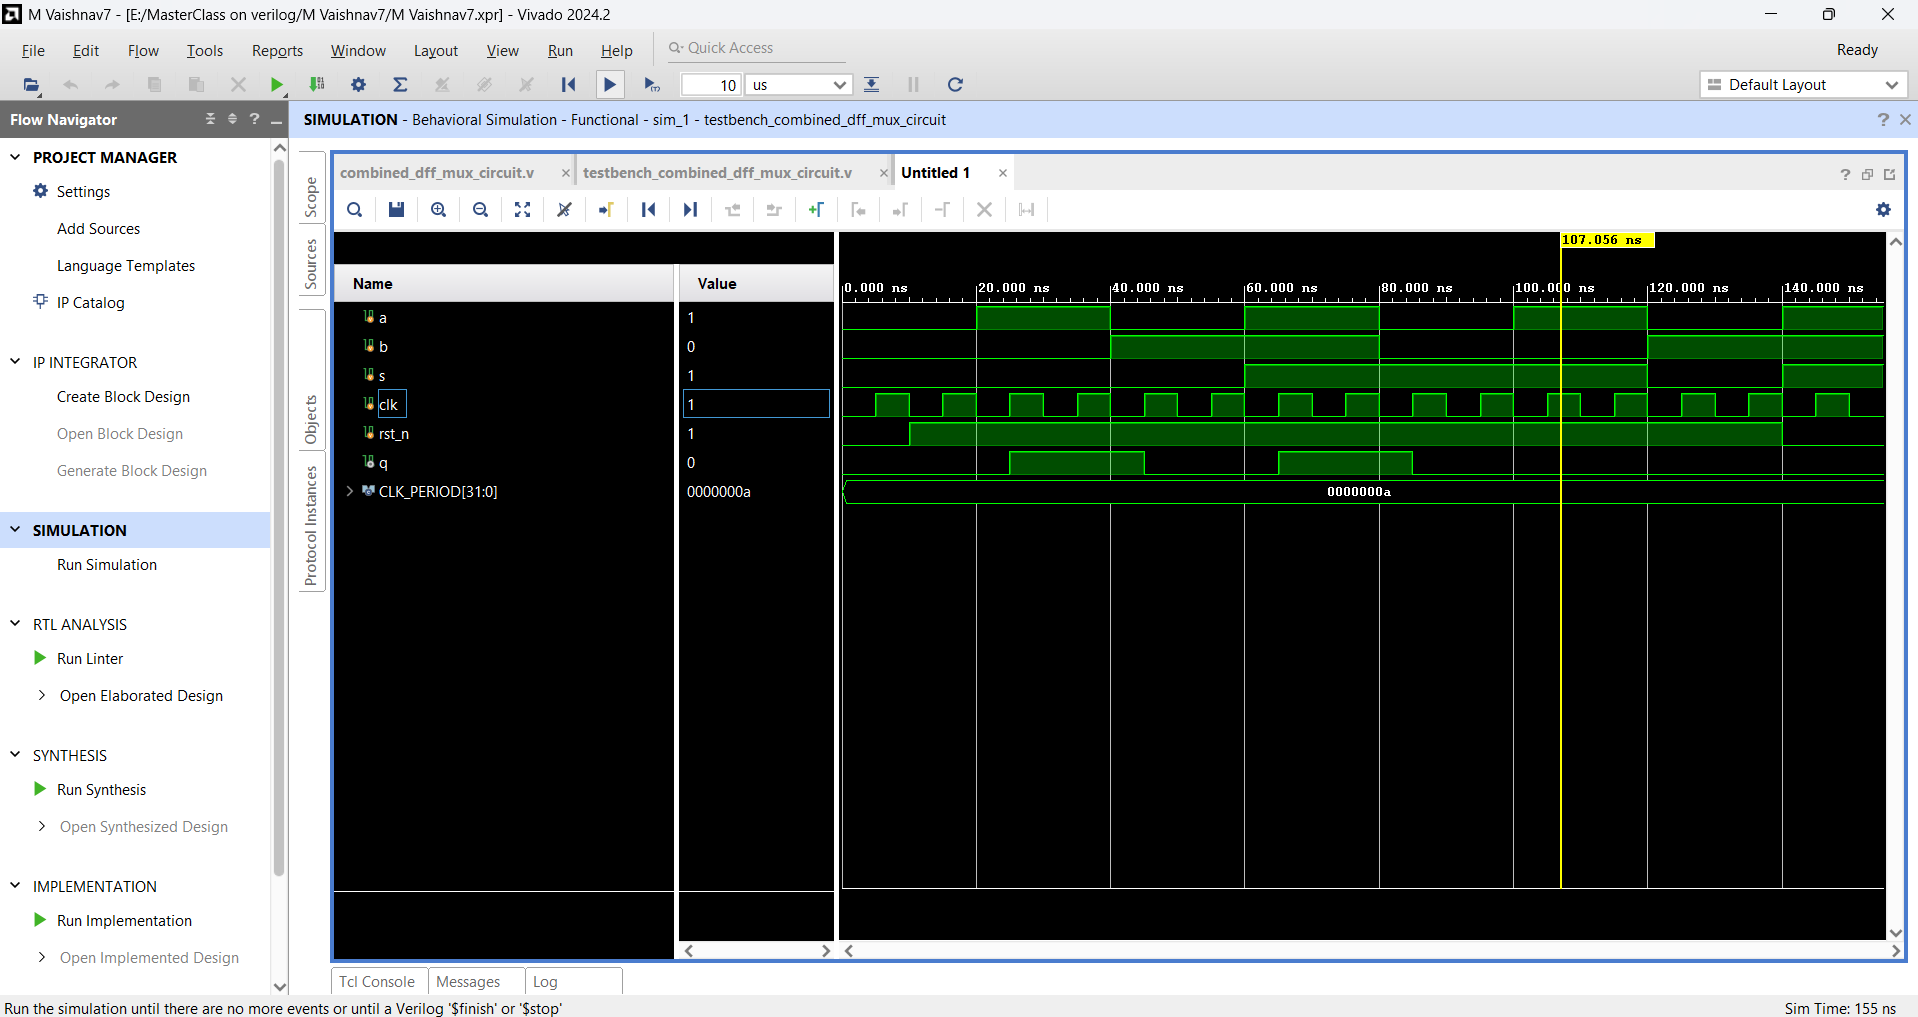 M Vaishnav7 - [E:/MasterClass on verilog/M Vaishnav7/M Vaishnav7.xpr] - Vivado 2024.2
File Edit Flow Tools Reports Window Layout View Run Help Quick Access Ready
10 us Default Layout
Flow Navigator
SIMULATION - Behavioral Simulation - Functional - sim_1 - testbench_combined_dff_mux_circuit
PROJECT MANAGER
Settings
Add Sources
Language Templates
IP Catalog
IP INTEGRATOR
Create Block Design
Open Block Design
Generate Block Design
SIMULATION
Run Simulation
RTL ANALYSIS
Run Linter
Open Elaborated Design
SYNTHESIS
Run Synthesis
Open Synthesized Design
IMPLEMENTATION
Run Implementation
Open Implemented Design
Scope
Sources
Objects
Protocol Instances
combined_dff_mux_circuit.v testbench_combined_dff_mux_circuit.v Untitled 1
107.056 ns
Name Value
0.000 ns 20.000 ns 40.000 ns 60.000 ns 80.000 ns 100.000 ns 120.000 ns 140.000 ns
a 1
b 0
s 1
clk 1
rst_n 1
q 0
CLK_PERIOD[31:0] 0000000a 0000000a
Tcl Console Messages Log
Run the simulation until there are no more events or until a Verilog '$finish' or '$stop' Sim Time: 155 ns